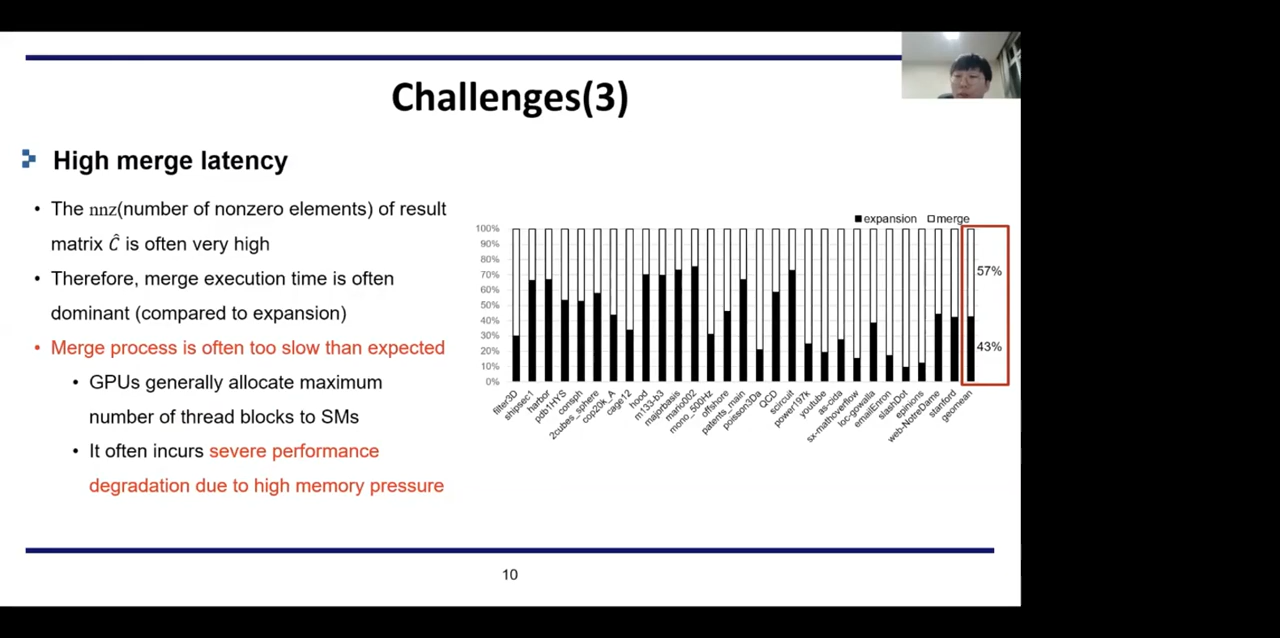 Challenges(3)
High merge latency
• The nnz(number of nonzero elements) of result
matrix Ĉ is often very high
• Therefore, merge execution time is often
dominant (compared to expansion)
• Merge process is often too slow than expected
• GPUs generally allocate maximum
number of thread blocks to SMs
• It often incurs severe performance
degradation due to high memory pressure
■expansion □merge
100%
90%
80%
70%
60%
50%
40%
30%
20%
10%
0%
57%
43%
filter3D
shipsec1
harbor
pdb1HYS
consph
2cubes_sphere
cop20k_A
cage12
hood
m133-b3
majorbasis
mario002
mono_500Hz
offshore
patents_main
poisson3Da
QCD
scircuit
power197k
youtube
as-caida
sx-mathoverflow
loc-gowalla
emailEnron
slashDot
epinions
web-NotreDame
stanford
geomean
10